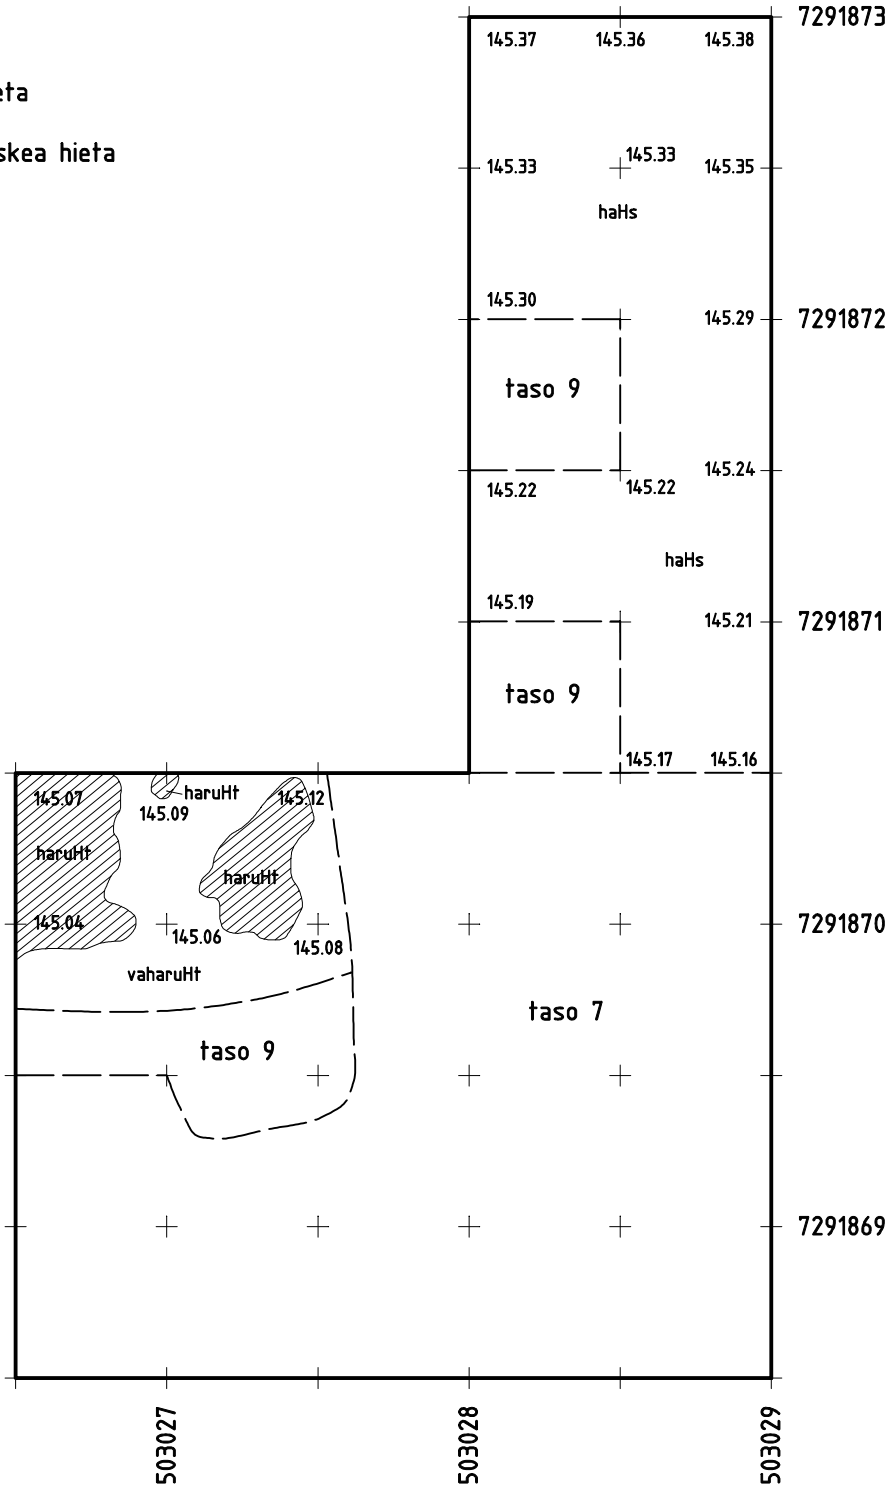 7291873
145.37 145.36 145.38
eta
skea hieta
145.33 145.33 145.35
haHs
145.30
145.29 7291872
taso 9
145.24
145.22 145.22
haHs
145.19
145.21 7291871
taso 9
145.17 145.16
haruHt
145.07 145.12
145.09
haruHt
haruHt
145.04 7291870
145.06
145.08
vaharuHt
taso 7
taso 9
7291869
503027 503028 503029